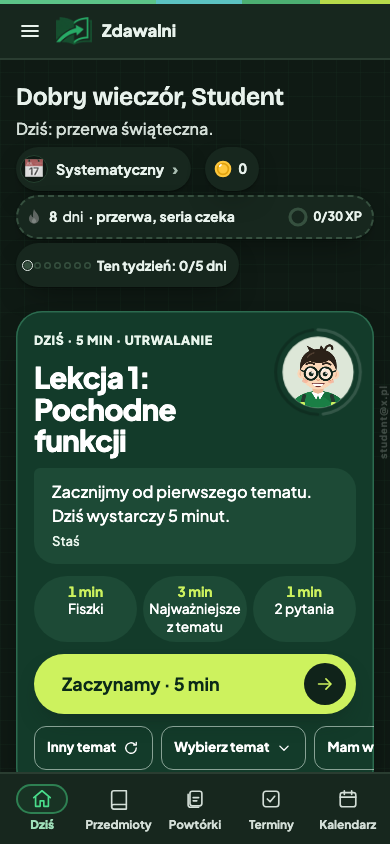 Zdawalni
Dobry wieczór, Student
Dziś: przerwa świąteczna.
Systematyczny ›
0
8 dni · przerwa, seria czeka
0/30 XP
Ten tydzień: 0/5 dni
DZIŚ · 5 MIN · UTRWALANIE
Lekcja 1:
Pochodne
funkcji
Zacznijmy od pierwszego tematu.
Dziś wystarczy 5 minut.
Staś
1 min
Fiszki
3 min
Najważniejsze
z tematu
1 min
2 pytania
Zaczynamy · 5 min
Inny temat
Wybierz temat
Mam w
student@x.pl
Dziś
Przedmioty
Powtórki
Terminy
Kalendarz